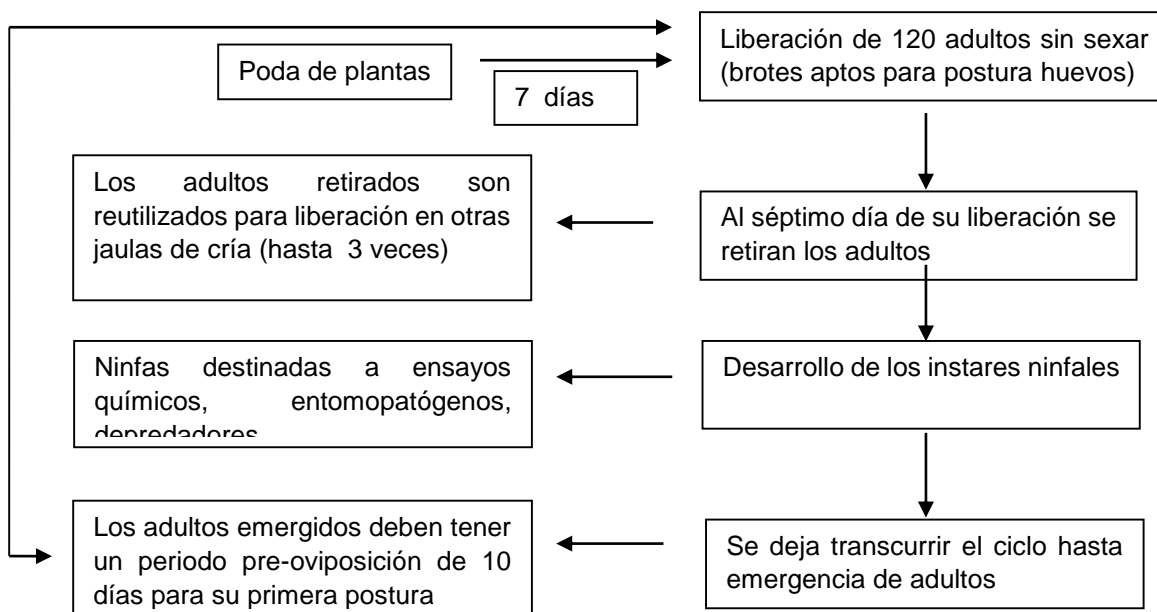 Liberación de 120 adultos sin sexar
(brotes aptos para postura huevos)
Poda de plantas
7 días
Los adultos retirados son
reutilizados para liberación en otras
jaulas de cría (hasta 3 veces)
Al séptimo día de su liberación se
retiran los adultos
Ninfas destinadas a ensayos
químicos, entomopatógenos,
depredadores
Desarrollo de los instares ninfales
Los adultos emergidos deben tener
un periodo pre-oviposición de 10
días para su primera postura
Se deja transcurrir el ciclo hasta
emergencia de adultos